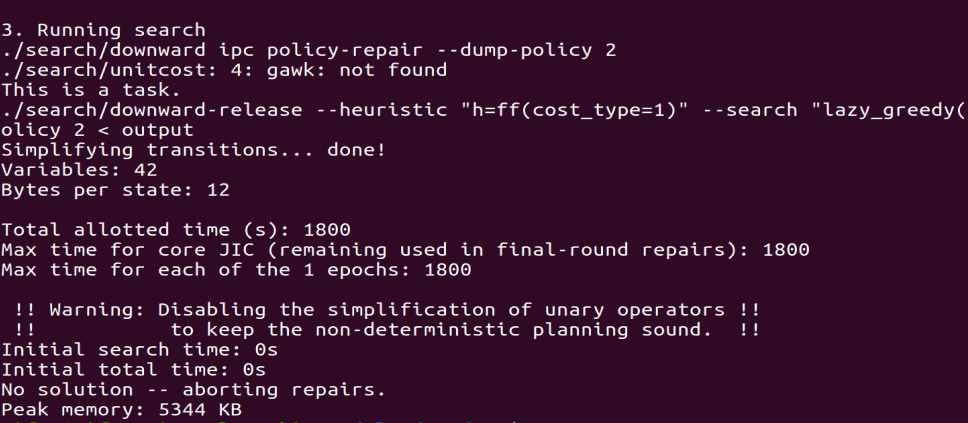 3. Running search
./search/downward ipc policy-repair --dump-policy 2
./search/unitcost: 4: gawk: not found
This is a task.
./search/downward-release --heuristic "h=ff(cost_type=1)" --search "lazy_greedy(
olicy 2 < output
Simplifying transitions... done!
Variables: 42
Bytes per state: 12
Total allotted time (s): 1800
Max time for core JIC (remaining used in final-round repairs): 1800
Max time for each of the 1 epochs: 1800
!! Warning: Disabling the simplification of unary operators !!
!! to keep the non-deterministic planning sound. !!
Initial search time: 0s
Initial total time: 0s
No solution -- aborting repairs.
Peak memory: 5344 KB